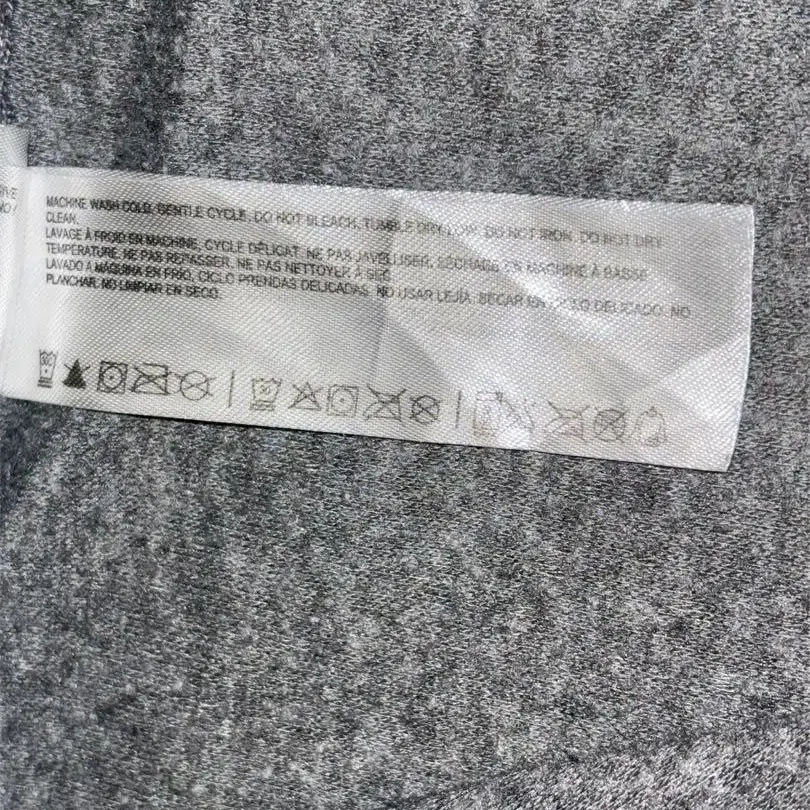 MACHINE WASH COLD, GENTLE CYCLE, DO NOT BLEACH, TUMBLE DRY LOW, DO NOT IRON, DO NOT DRY
CLEAN.
LAVAGE À FROID EN MACHINE, CYCLE DÉLICAT. NE PAS JAVELLISER, SÉCHAGE EN MACHINE À BASSE
TEMPÉRATURE. NE PAS REPASSER. NE PAS NETTOYER À SEC.
LAVADO A MÁQUINA EN FRÍO, CICLO PRENDAS DELICADAS. NO USAR LEJÍA. SECAR EN DELICADO. NO
PLANCHAR. NO LIMPIAR EN SECO.